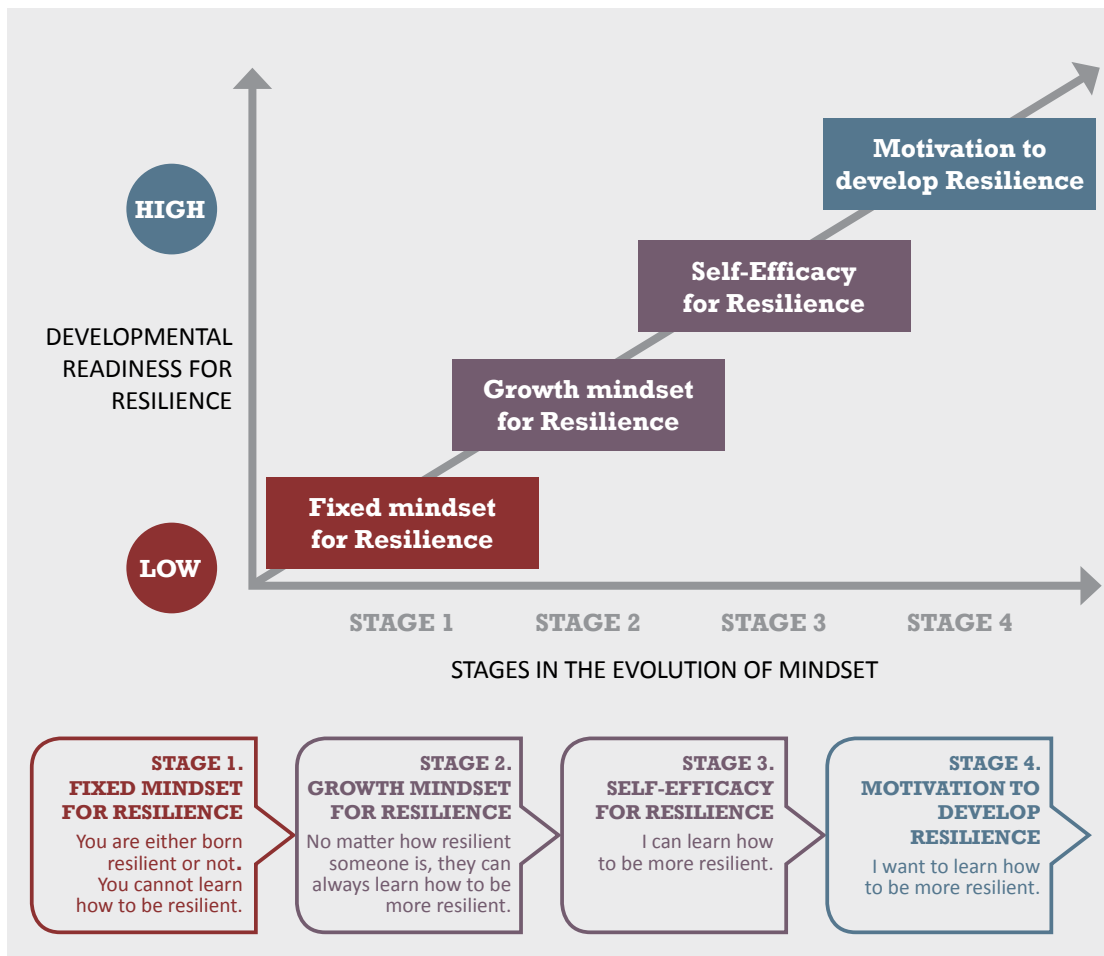 Motivation to
develop Resilience
HIGH
Self-Efficacy
for Resilience
DEVELOPMENTAL
READINESS FOR
RESILIENCE
Growth mindset
for Resilience
Fixed mindset
for Resilience
LOW
STAGE 1
STAGE 2
STAGE 3
STAGE 4
STAGES IN THE EVOLUTION OF MINDSET
STAGE 1.
FIXED MINDSET
FOR RESILIENCE
You are either born
resilient or not.
You cannot learn
how to be resilient.
STAGE 2.
GROWTH MINDSET
FOR RESILIENCE
No matter how resilient
someone is, they can
always learn how to be
more resilient.
STAGE 3.
SELF-EFFICACY
FOR RESILIENCE
I can learn how
to be more resilient.
STAGE 4.
MOTIVATION TO
DEVELOP
RESILIENCE
I want to learn how
to be more resilient.